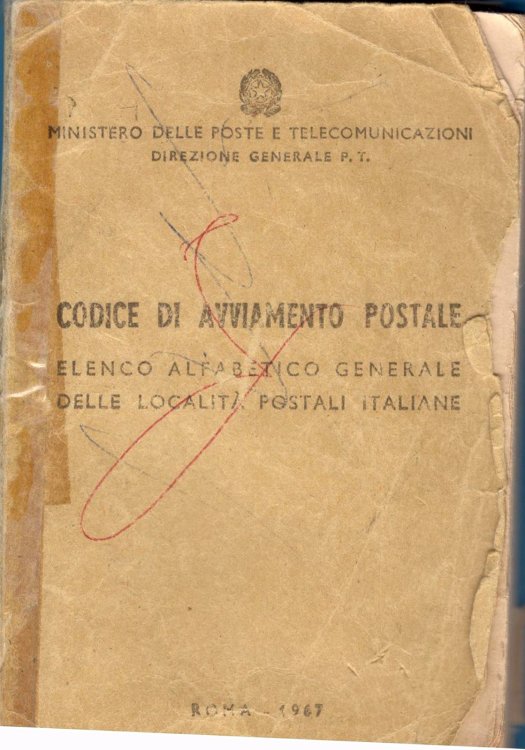 MINISTERO DELLE POSTE E TELECOMUNICAZIONI
DIREZIONE GENERALE P. T.
CODICE DI AVVIAMENTO POSTALE
ELENCO ALFABETICO GENERALE
DELLE LOCALITÀ POSTALI ITALIANE
ROMA - 1967